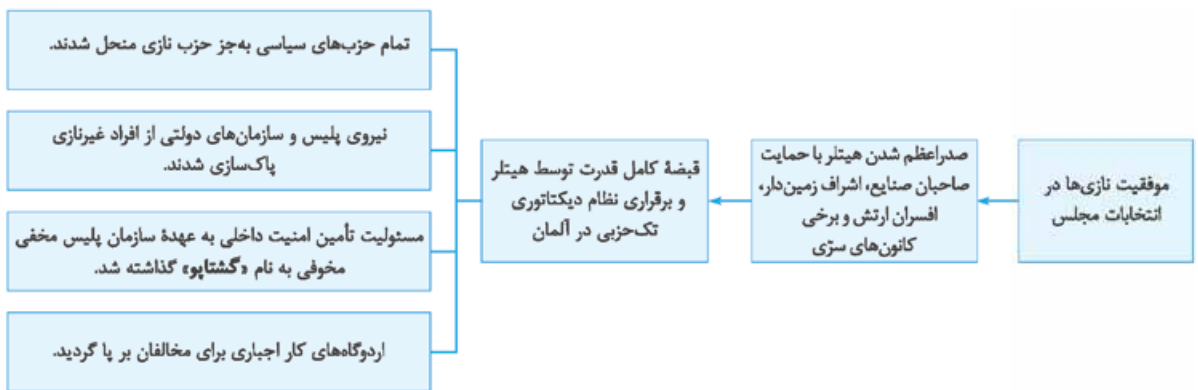 موفقیت نازی‌ها در
انتخابات مجلس
صدراعظم شدن هیتلر با حمایت
صاحبان صنایع، اشراف زمین‌دار،
افسران ارتش و برخی
کانون‌های سرّی
قبضهٔ کامل قدرت توسط هیتلر
و برقراری نظام دیکتاتوری
تک‌حزبی در آلمان
تمام حزب‌های سیاسی به‌جز حزب نازی منحل شدند.
نیروی پلیس و سازمان‌های دولتی از افراد غیرنازی
پاک‌سازی شدند.
مسئولیت تأمین امنیت داخلی به عهدهٔ سازمان پلیس مخفی
مخوفی به نام «گشتاپو» گذاشته شد.
اردوگاه‌های کار اجباری برای مخالفان بر پا گردید.